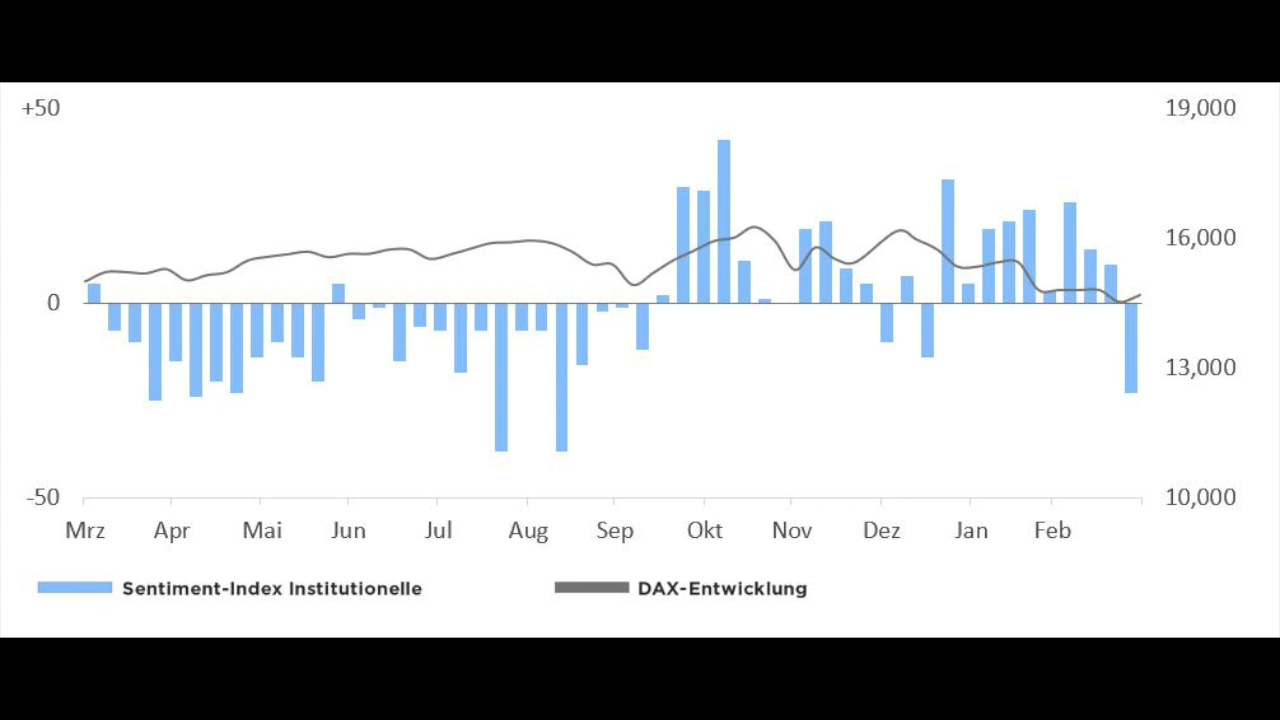 +50 19,000
16,000
0
13,000
-50 10,000
Mrz Apr Mai Jun Jul Aug Sep Okt Nov Dez Jan Feb
Sentiment-Index Institutionelle DAX-Entwicklung